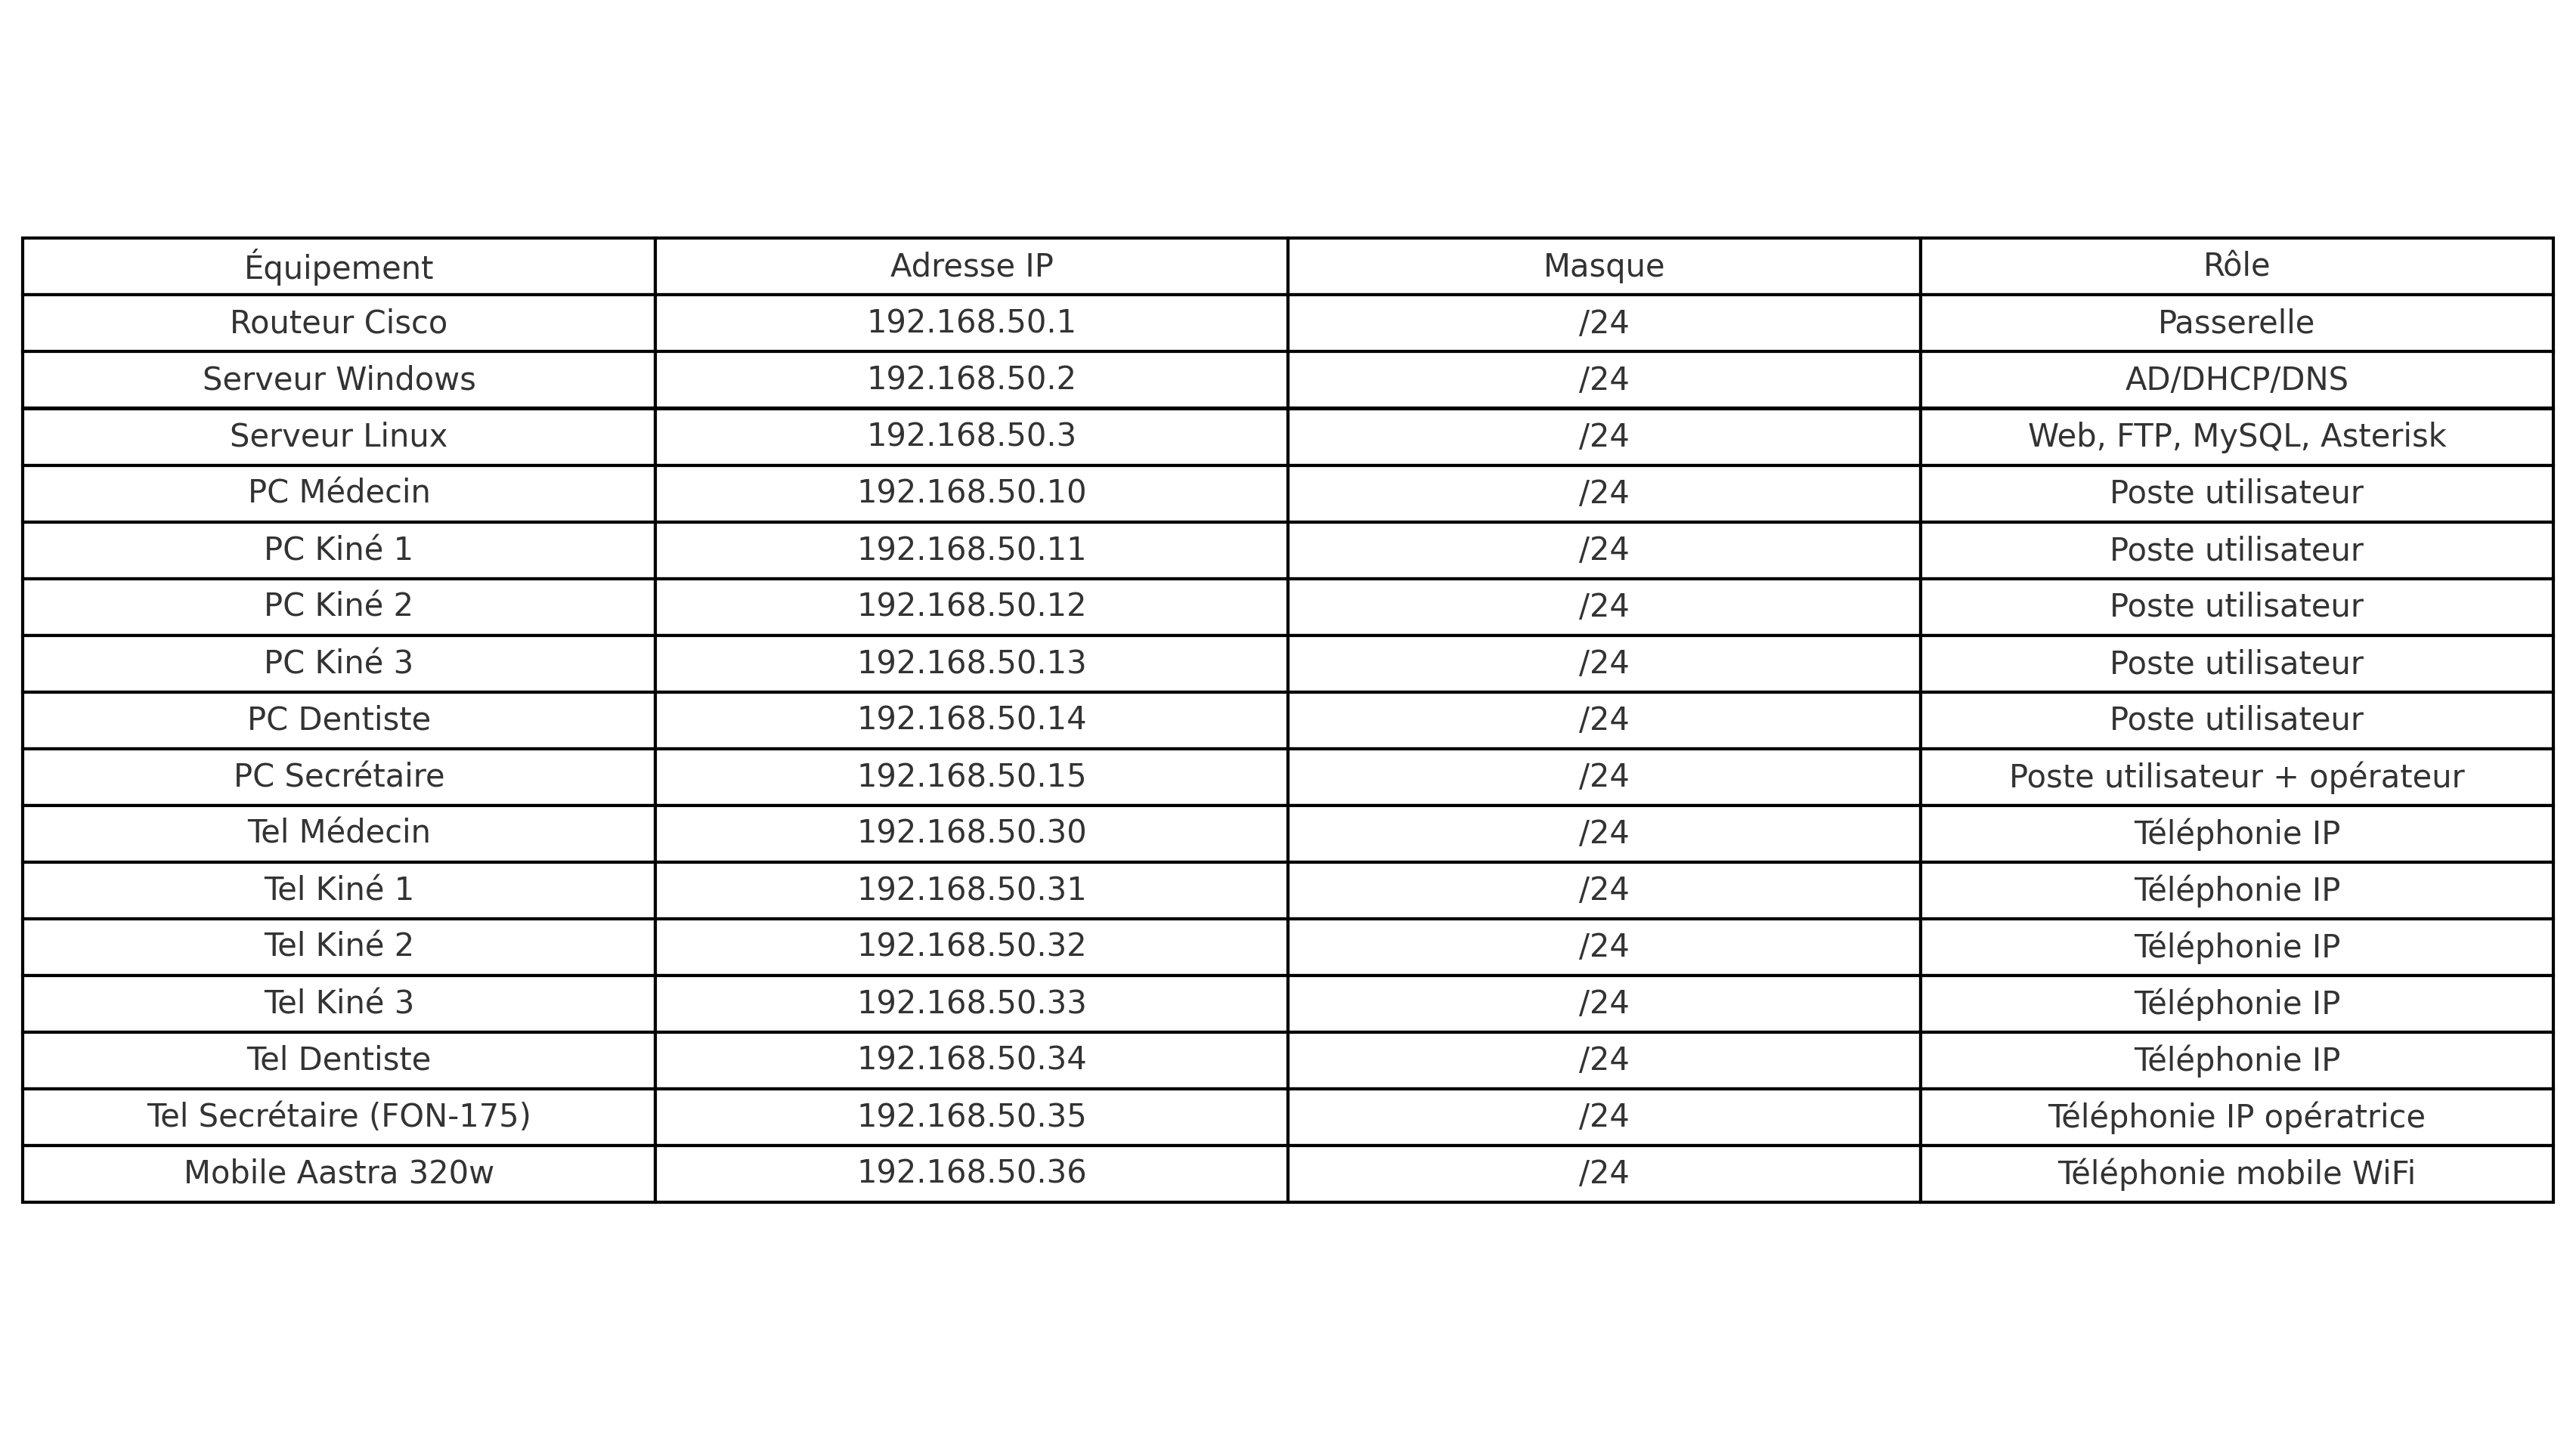 Équipement Adresse IP Masque Rôle
Routeur Cisco 192.168.50.1 /24 Passerelle
Serveur Windows 192.168.50.2 /24 AD/DHCP/DNS
Serveur Linux 192.168.50.3 /24 Web, FTP, MySQL, Asterisk
PC Médecin 192.168.50.10 /24 Poste utilisateur
PC Kiné 1 192.168.50.11 /24 Poste utilisateur
PC Kiné 2 192.168.50.12 /24 Poste utilisateur
PC Kiné 3 192.168.50.13 /24 Poste utilisateur
PC Dentiste 192.168.50.14 /24 Poste utilisateur
PC Secrétaire 192.168.50.15 /24 Poste utilisateur + opérateur
Tel Médecin 192.168.50.30 /24 Téléphonie IP
Tel Kiné 1 192.168.50.31 /24 Téléphonie IP
Tel Kiné 2 192.168.50.32 /24 Téléphonie IP
Tel Kiné 3 192.168.50.33 /24 Téléphonie IP
Tel Dentiste 192.168.50.34 /24 Téléphonie IP
Tel Secrétaire (FON-175) 192.168.50.35 /24 Téléphonie IP opératrice
Mobile Aastra 320w 192.168.50.36 /24 Téléphonie mobile WiFi